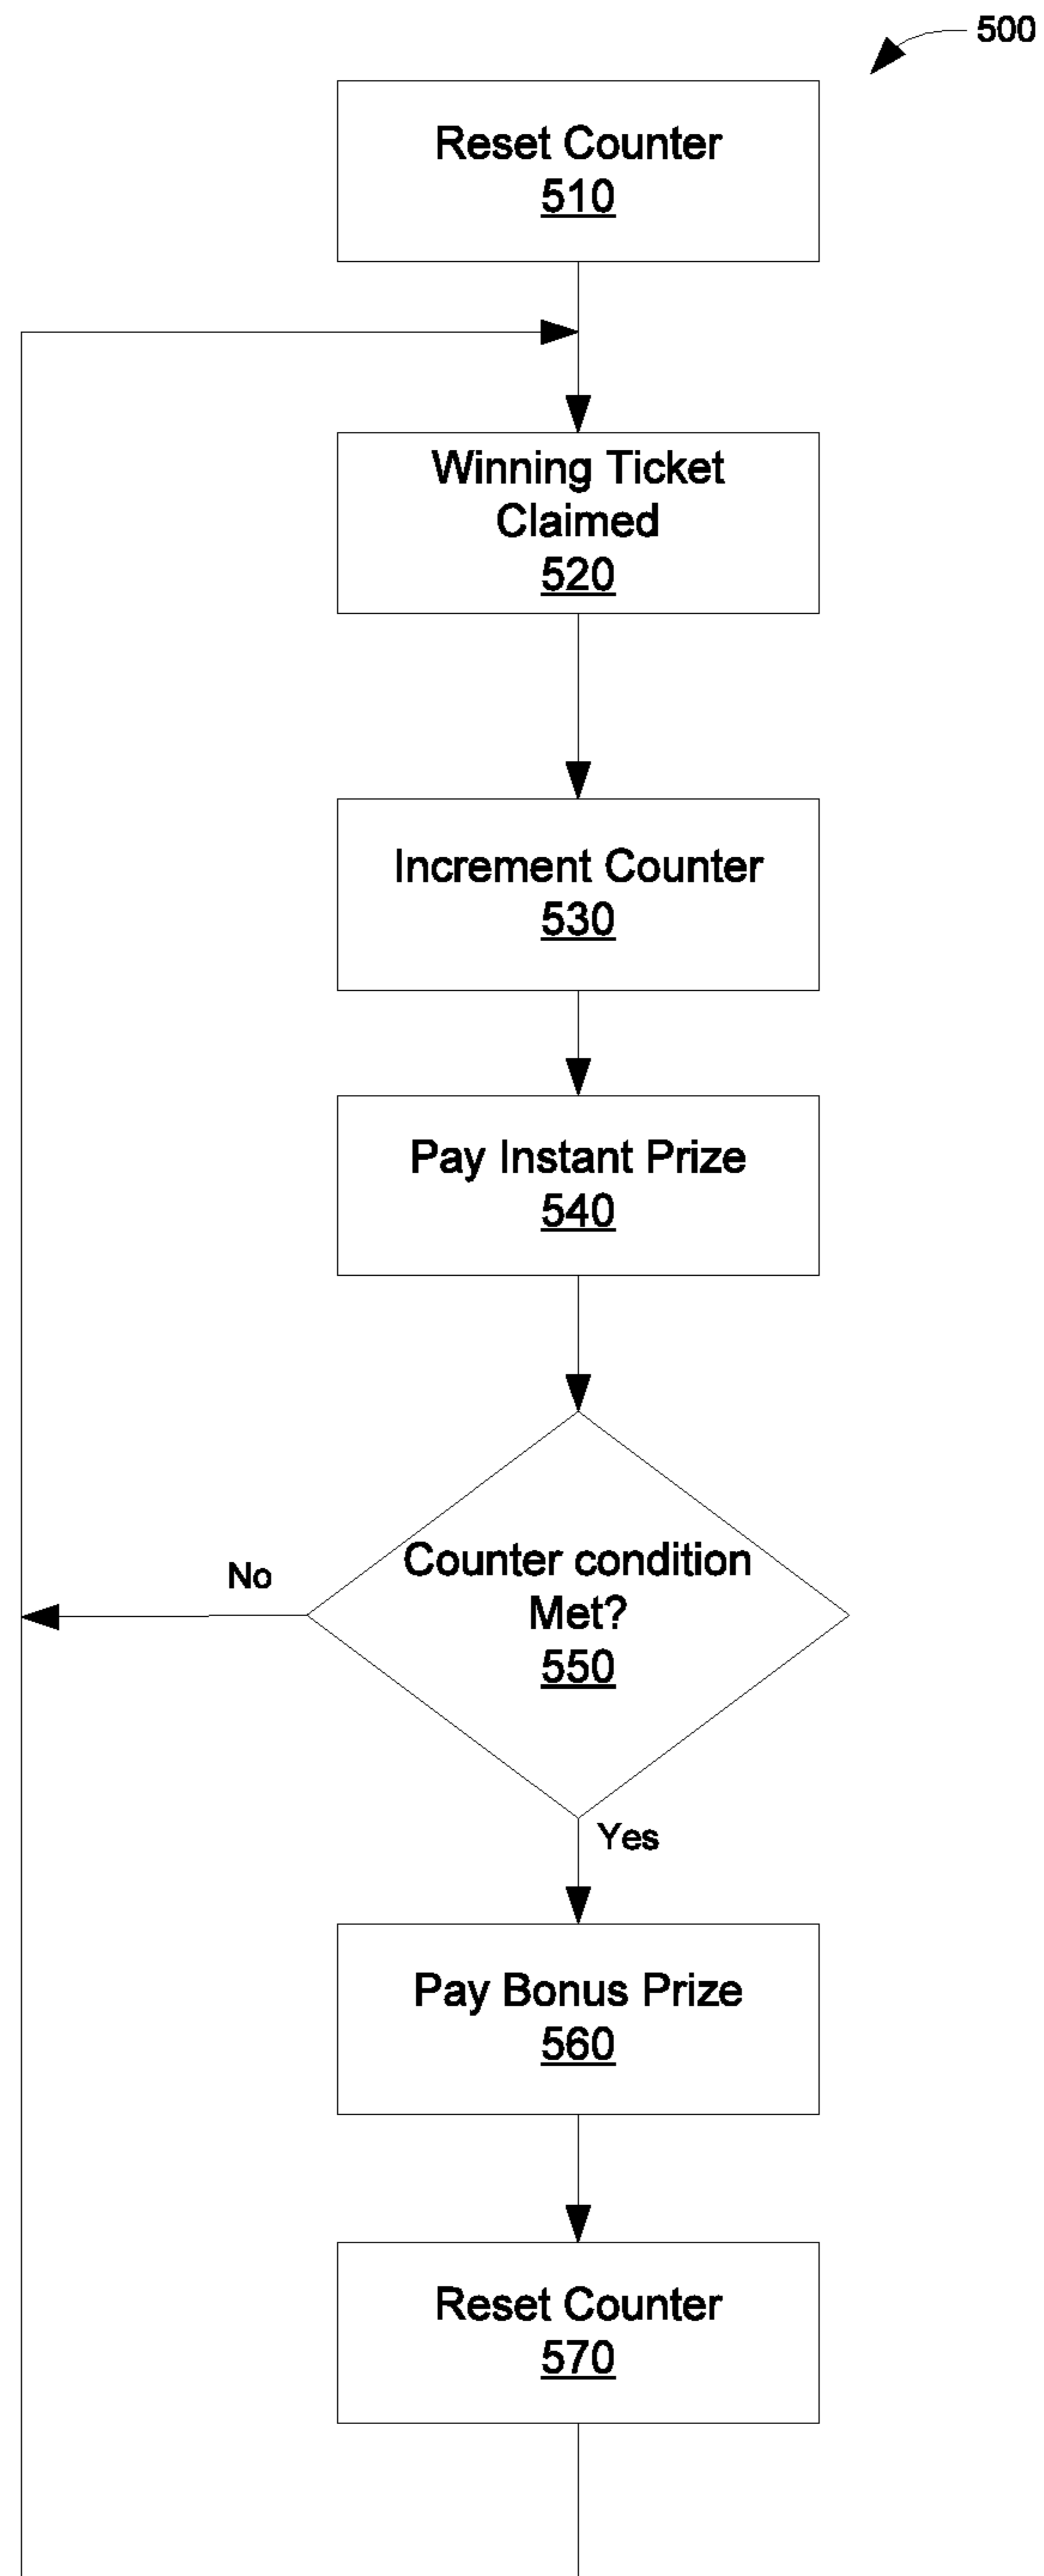 500
Reset Counter
510
Winning Ticket
Claimed
520
Increment Counter
530
Pay Instant Prize
540
Counter condition
Met?
550
No
Yes
Pay Bonus Prize
560
Reset Counter
570